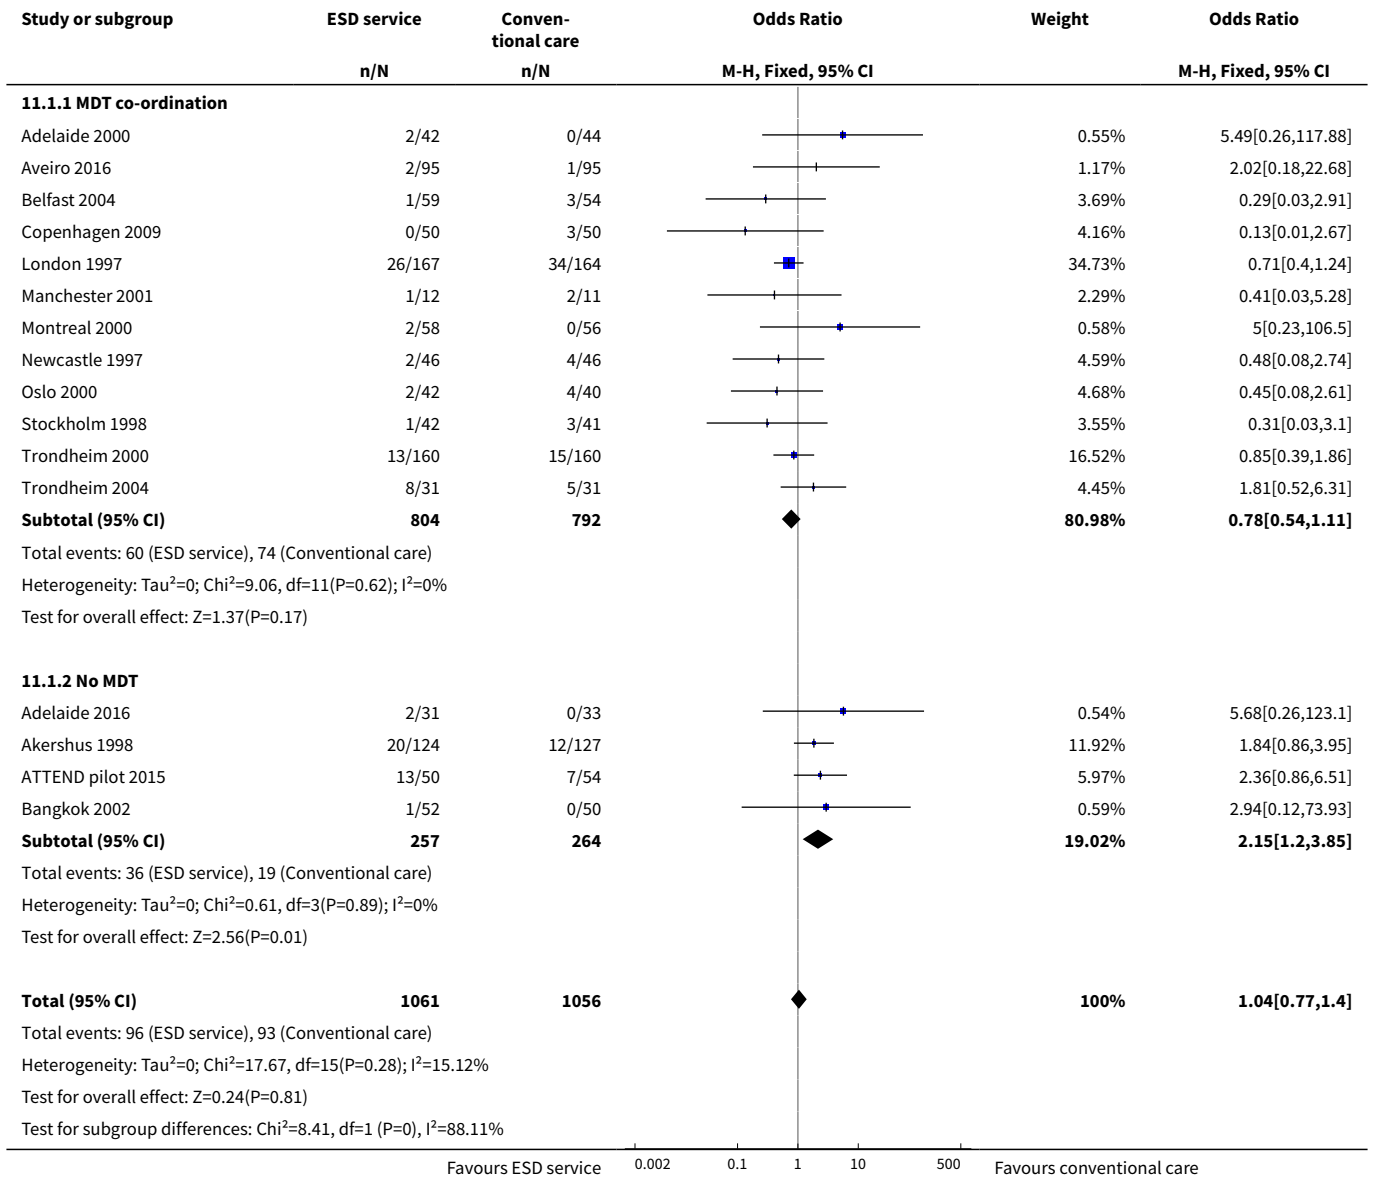 Study or subgroup ESD service Conven- Odds Ratio Weight Odds Ratio
tional care
n/N n/N M-H, Fixed, 95% CI M-H, Fixed, 95% CI
11.1.1 MDT co-ordination
Adelaide 2000 2/42 0/44 0.55% 5.49[0.26,117.88]
Aveiro 2016 2/95 1/95 1.17% 2.02[0.18,22.68]
Belfast 2004 1/59 3/54 3.69% 0.29[0.03,2.91]
Copenhagen 2009 0/50 3/50 4.16% 0.13[0.01,2.67]
London 1997 26/167 34/164 34.73% 0.71[0.4,1.24]
Manchester 2001 1/12 2/11 2.29% 0.41[0.03,5.28]
Montreal 2000 2/58 0/56 0.58% 5[0.23,106.5]
Newcastle 1997 2/46 4/46 4.59% 0.48[0.08,2.74]
Oslo 2000 2/42 4/40 4.68% 0.45[0.08,2.61]
Stockholm 1998 1/42 3/41 3.55% 0.31[0.03,3.1]
Trondheim 2000 13/160 15/160 16.52% 0.85[0.39,1.86]
Trondheim 2004 8/31 5/31 4.45% 1.81[0.52,6.31]
Subtotal (95% CI) 804 792 80.98% 0.78[0.54,1.11]
Total events: 60 (ESD service), 74 (Conventional care)
Heterogeneity: Tau²=0; Chi²=9.06, df=11(P=0.62); I²=0%
Test for overall effect: Z=1.37(P=0.17)
11.1.2 No MDT
Adelaide 2016 2/31 0/33 0.54% 5.68[0.26,123.1]
Akershus 1998 20/124 12/127 11.92% 1.84[0.86,3.95]
ATTEND pilot 2015 13/50 7/54 5.97% 2.36[0.86,6.51]
Bangkok 2002 1/52 0/50 0.59% 2.94[0.12,73.93]
Subtotal (95% CI) 257 264 19.02% 2.15[1.2,3.85]
Total events: 36 (ESD service), 19 (Conventional care)
Heterogeneity: Tau²=0; Chi²=0.61, df=3(P=0.89); I²=0%
Test for overall effect: Z=2.56(P=0.01)
Total (95% CI) 1061 1056 100% 1.04[0.77,1.4]
Total events: 96 (ESD service), 93 (Conventional care)
Heterogeneity: Tau²=0; Chi²=17.67, df=15(P=0.28); I²=15.12%
Test for overall effect: Z=0.24(P=0.81)
Test for subgroup differences: Chi²=8.41, df=1 (P=0), I²=88.11%
Favours ESD service 0.002 0.1 1 10 500 Favours conventional care